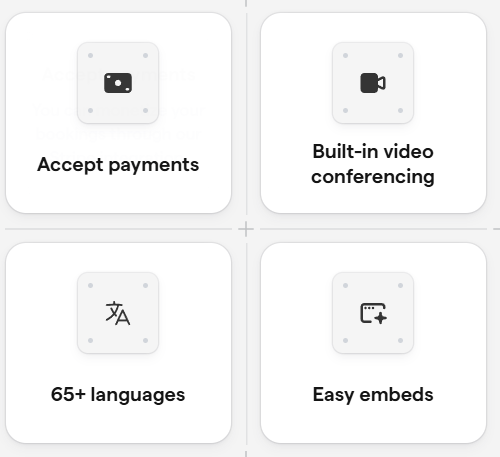 Accept payments
Built-in video
conferencing
65+ languages
Easy embeds